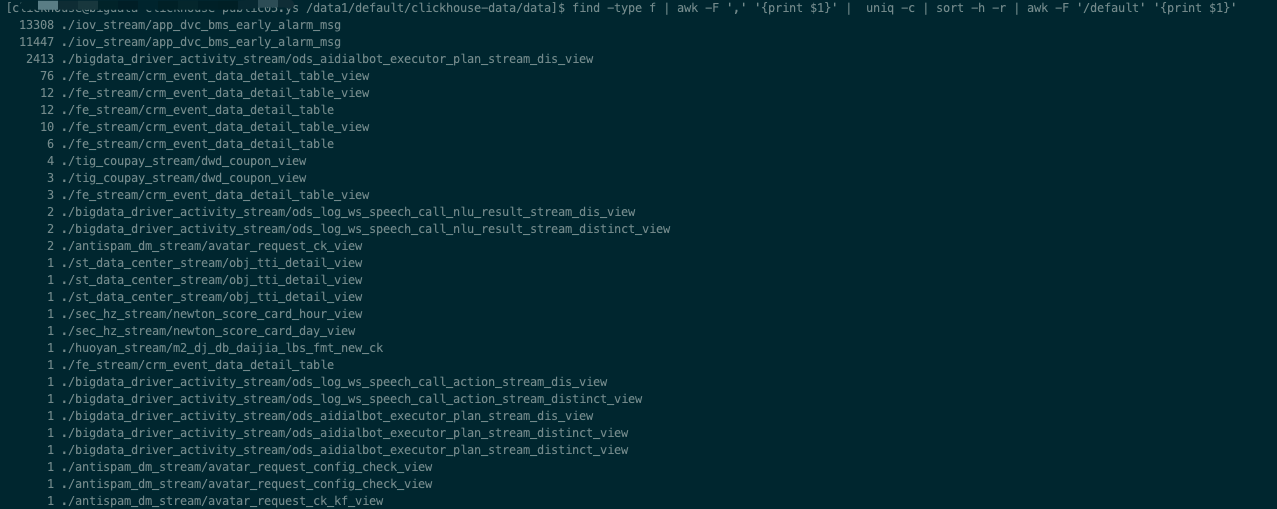 [clickhouse@bigdata-clickhouse-public03.ys /data1/default/clickhouse-data/data]$ find -type f | awk -F ',' '{print $1}' |  uniq -c | sort -h -r | awk -F '/default' '{print $1}'
13308 ./iov_stream/app_dvc_bms_early_alarm_msg
11447 ./iov_stream/app_dvc_bms_early_alarm_msg
2413 ./bigdata_driver_activity_stream/ods_aidialbot_executor_plan_stream_dis_view
76 ./fe_stream/crm_event_data_detail_table_view
12 ./fe_stream/crm_event_data_detail_table_view
12 ./fe_stream/crm_event_data_detail_table
10 ./fe_stream/crm_event_data_detail_table_view
6 ./fe_stream/crm_event_data_detail_table
4 ./tig_coupay_stream/dwd_coupon_view
3 ./tig_coupay_stream/dwd_coupon_view
3 ./fe_stream/crm_event_data_detail_table_view
2 ./bigdata_driver_activity_stream/ods_log_ws_speech_call_nlu_result_stream_dis_view
2 ./bigdata_driver_activity_stream/ods_log_ws_speech_call_nlu_result_stream_distinct_view
2 ./antispam_dm_stream/avatar_request_ck_view
1 ./st_data_center_stream/obj_tti_detail_view
1 ./st_data_center_stream/obj_tti_detail_view
1 ./st_data_center_stream/obj_tti_detail_view
1 ./sec_hz_stream/newton_score_card_hour_view
1 ./sec_hz_stream/newton_score_card_day_view
1 ./huoyan_stream/m2_dj_db_daijia_lbs_fmt_new_ck
1 ./fe_stream/crm_event_data_detail_table
1 ./bigdata_driver_activity_stream/ods_log_ws_speech_call_action_stream_dis_view
1 ./bigdata_driver_activity_stream/ods_log_ws_speech_call_action_stream_distinct_view
1 ./bigdata_driver_activity_stream/ods_aidialbot_executor_plan_stream_dis_view
1 ./bigdata_driver_activity_stream/ods_aidialbot_executor_plan_stream_distinct_view
1 ./bigdata_driver_activity_stream/ods_aidialbot_executor_plan_stream_distinct_view
1 ./antispam_dm_stream/avatar_request_config_check_view
1 ./antispam_dm_stream/avatar_request_config_check_view
1 ./antispam_dm_stream/avatar_request_ck_kf_view